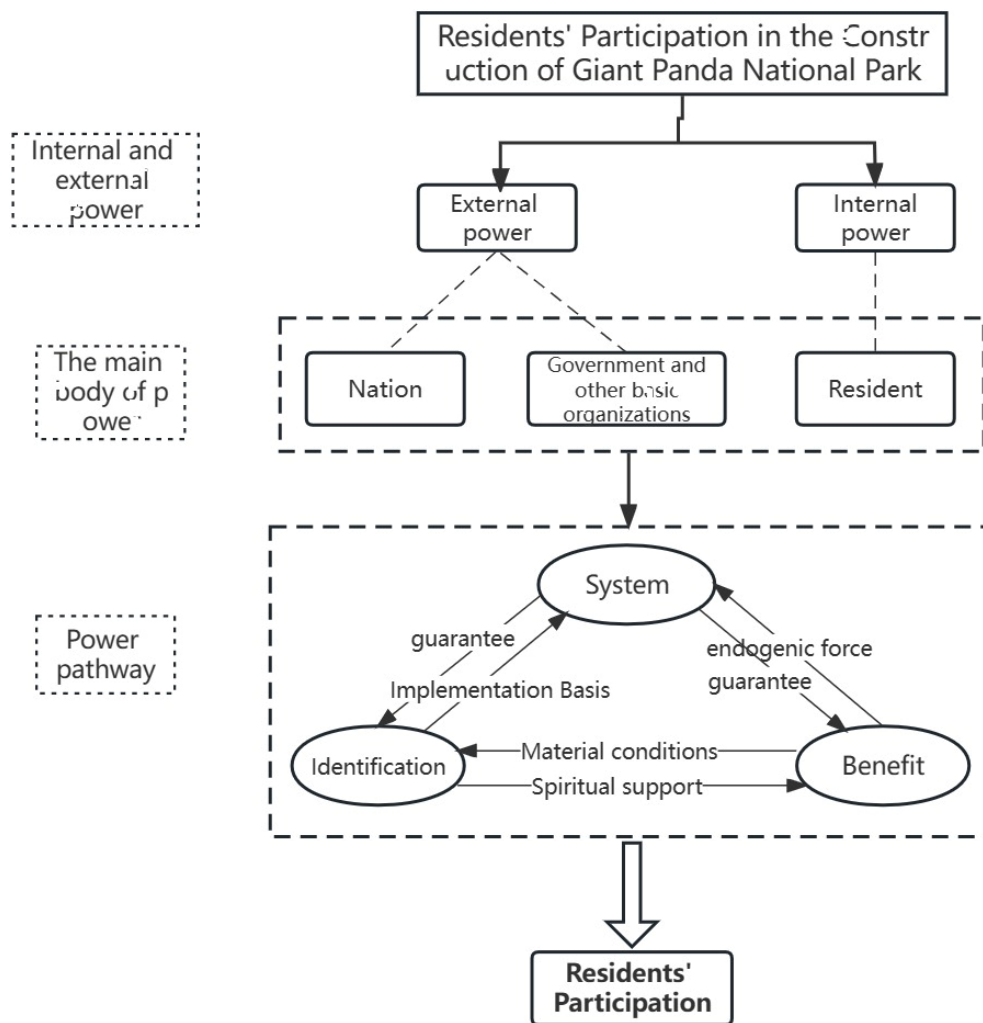 Residents' Participation in the Constr
uction of Giant Panda National Park
Internal and
external
power
External
power
Internal
power
The main
body of p
ower
Nation
Government and
other basic
organizations
Resident
Power
pathway
System
guarantee
endogenic force
guarantee
Implementation Basis
Identification
Material conditions
Spiritual support
Benefit
Residents'
Participation